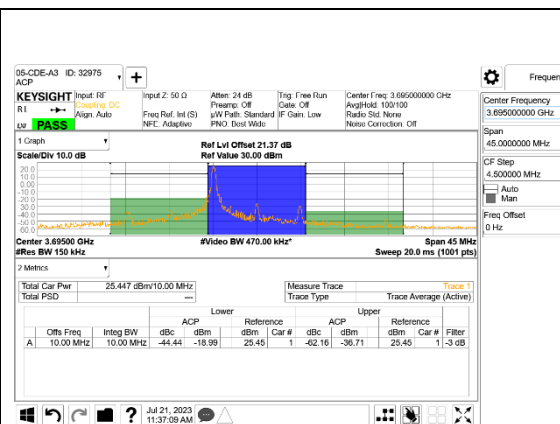 05-CDE-A3 ID: 32975
ACP
KEYSIGHT Input: RF Input Z: 50 Ω Atten: 24 dB Trig: Free Run Center Freq: 3.695000000 GHz
R L Coupling: DC Preamp: Off Gate: Off Avg|Hold: 100/100
Align: Auto Freq Ref: Int (S) µW Path: Standard IF Gain: Low Radio Std: None
PASS NFE: Adaptive PNO: Best Wide Noise Correction: Off
1 Graph Ref Lvl Offset 21.37 dB
Scale/Div 10.0 dB Ref Value 30.00 dBm
20.0
10.0
0.00
-10.0
-20.0
-30.0
-40.0
-50.0
-60.0
Center 3.69500 GHz #Video BW 470.00 kHz* Span 45 MHz
#Res BW 150 kHz Sweep 20.0 ms (1001 pts)
2 Metrics
Total Car Pwr 25.447 dBm/10.00 MHz Measure Trace Trace 1
Total PSD --- Trace Type Trace Average (Active)
Lower Upper
ACP Reference ACP Reference
Offs Freq Integ BW dBc dBm dBm Car # dBc dBm dBm Car # Filter
A 10.00 MHz 10.00 MHz -44.44 -18.99 25.45 1 -62.16 -36.71 25.45 1 -3 dB
Jul 21, 2023
11:37:09 AM
Frequen
Center Frequency
3.695000000 GHz
Span
45.0000000 MHz
CF Step
4.500000 MHz
Auto
Man
Freq Offset
0 Hz